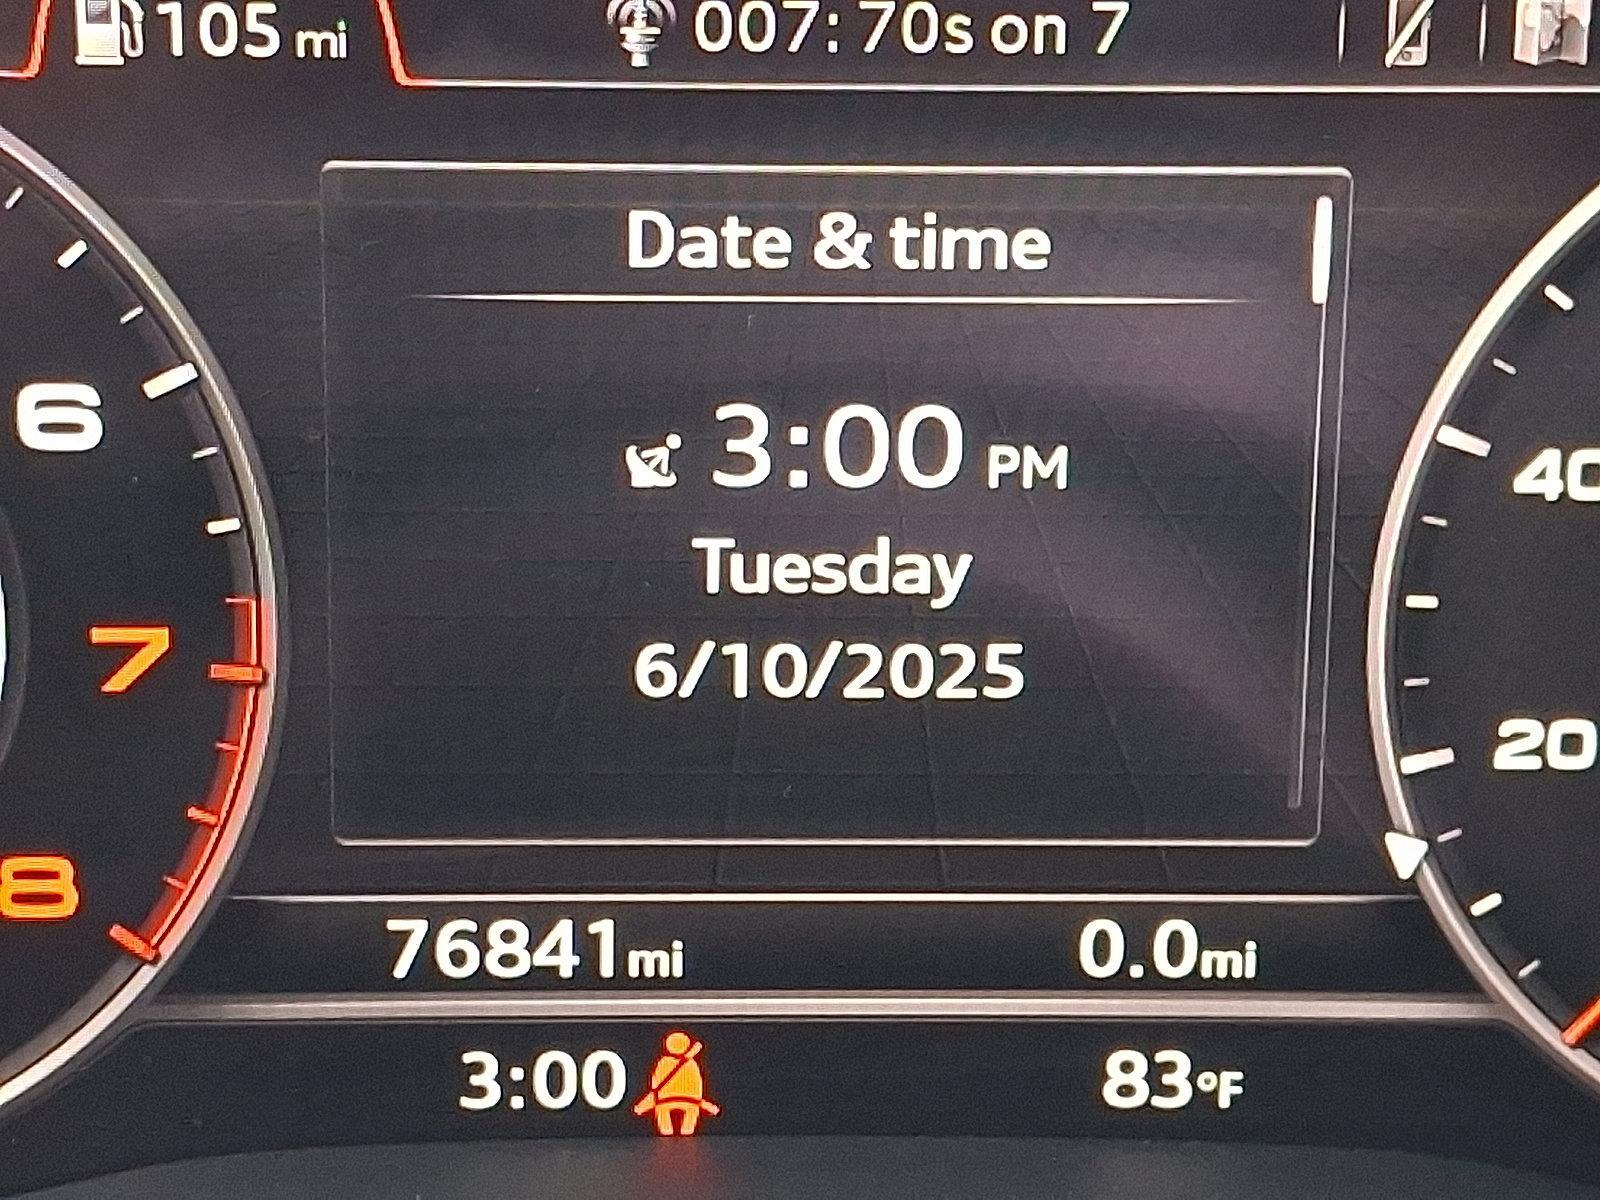 105 mi
007: 70s on 7
Date & time
3:00 PM
Tuesday
6/10/2025
6
7
8
40
20
76841mi
0.0mi
3:00
83°F